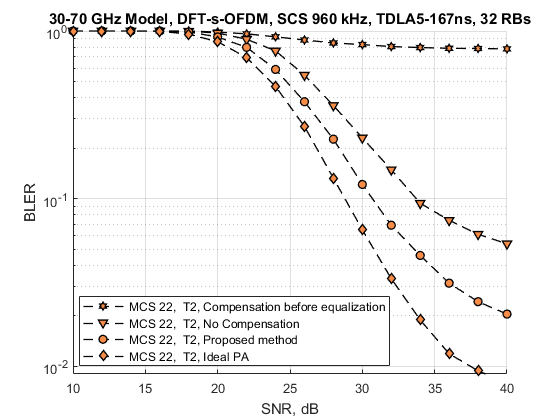 30-70 GHz Model, DFT-s-OFDM, SCS 960 kHz, TDLA5-167ns, 32 RBs
10^0
10^-1
10^-2
BLER
MCS 22, T2, Compensation before equalization
MCS 22, T2, No Compensation
MCS 22, T2, Proposed method
MCS 22, T2, Ideal PA
10 15 20 25 30 35 40
SNR, dB